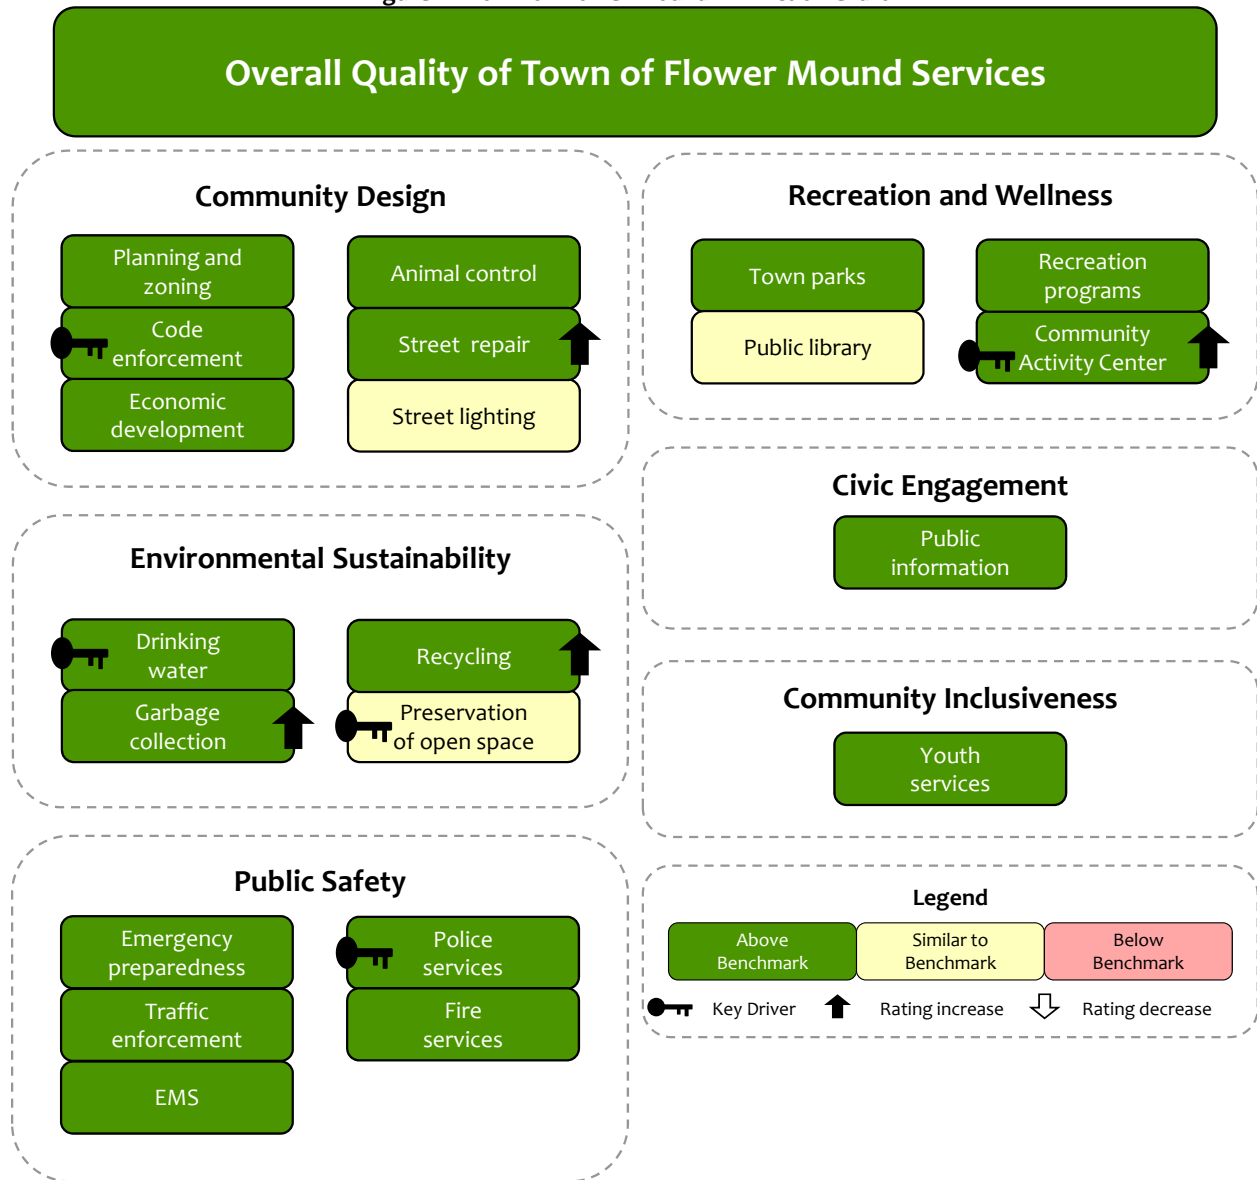 Overall Quality of Town of Flower Mound Services
Community Design
Planning and
zoning
Code
enforcement
Economic
development
Animal control
Street repair
Street lighting
Environmental Sustainability
Drinking
water
Garbage
collection
Recycling
Preservation
of open space
Public Safety
Emergency
preparedness
Traffic
enforcement
EMS
Police
services
Fire
services
Recreation and Wellness
Town parks
Public library
Recreation
programs
Community
Activity Center
Civic Engagement
Public
information
Community Inclusiveness
Youth
services
Legend
Above
Benchmark
Similar to
Benchmark
Below
Benchmark
Key Driver
Rating increase
Rating decrease